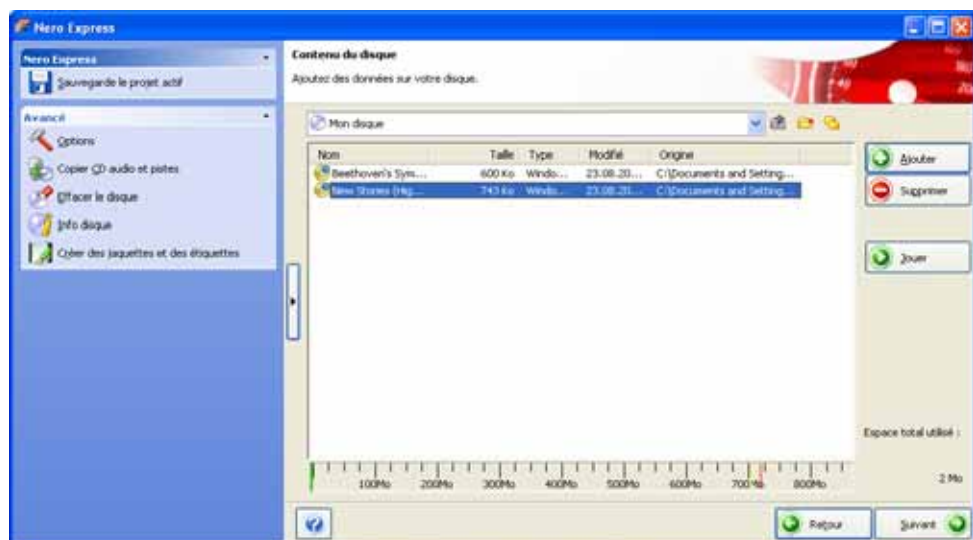 Nero Express
Nero Express
Sauvegarde le projet actif
Avancé
Options
Copier CD audio et pistes
Effacer le disque
Info disque
Créer des jaquettes et des étiquettes
Contenu du disque
Ajoutez des données sur votre disque.
Mon disque
Nom Taille Type Modifié Origine
Beethoven's Sym... 600 Ko Windo... 23.08.20... C:\Documents and Setting...
New Stories (Hig... 743 Ko Windo... 23.08.20... C:\Documents and Setting...
Ajouter
Supprimer
Jouer
Espace total utilisé :
2 Mo
100Mo 200Mo 300Mo 400Mo 500Mo 600Mo 700Mo 800Mo
Retour
Suivant